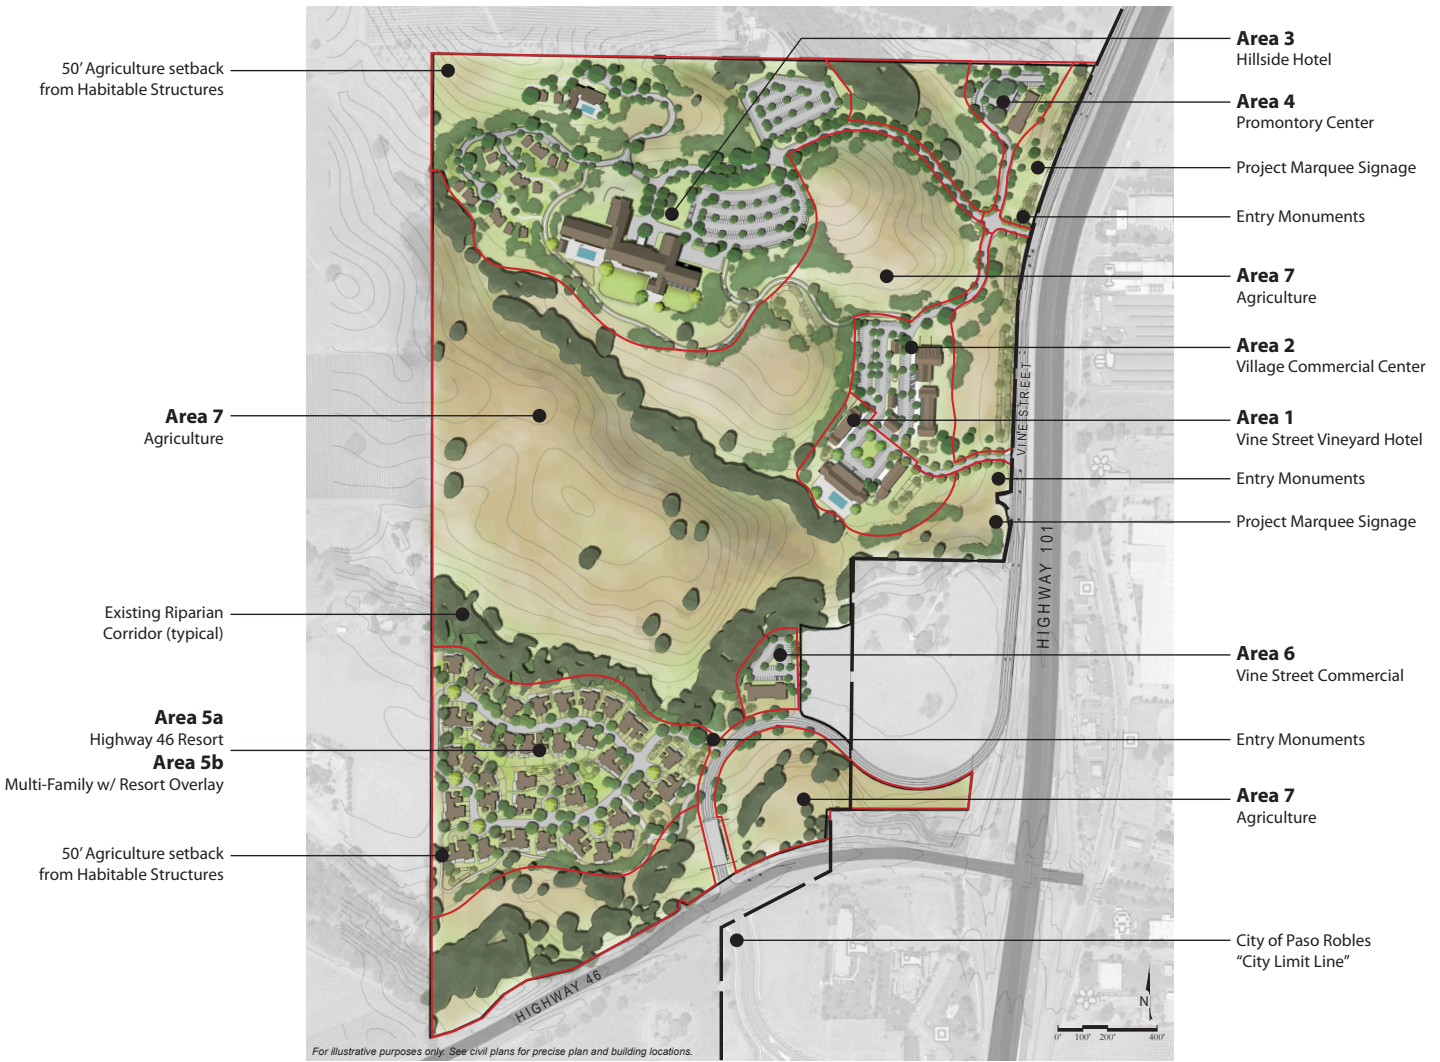 50’ Agriculture setback
from Habitable Structures
Area 7
Agriculture
Existing Riparian
Corridor (typical)
Area 5a
Highway 46 Resort
Area 5b
Multi-Family w/ Resort Overlay
50’ Agriculture setback
from Habitable Structures
Area 3
Hillside Hotel
Area 4
Promontory Center
Project Marquee Signage
Entry Monuments
Area 7
Agriculture
Area 2
Village Commercial Center
Area 1
Vine Street Vineyard Hotel
Entry Monuments
Project Marquee Signage
Area 6
Vine Street Commercial
Entry Monuments
Area 7
Agriculture
City of Paso Robles
“City Limit Line”
VINE STREET
HIGHWAY 101
HIGHWAY 46
N
0' 100' 200' 400'
For illustrative purposes only. See civil plans for precise plan and building locations.